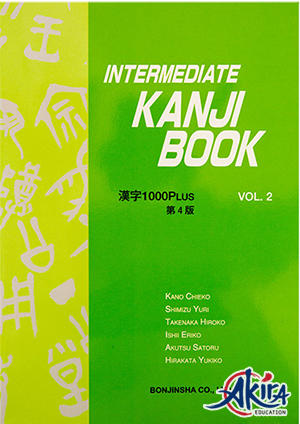 INTERMEDIATE
KANJI
BOOK
漢字1000PLUS
VOL. 2
第4版
KANO CHIEKO
SHIMIZU YURI
TAKENAKA HIROKO
ISHII ERIKO
AKUTSU SATORU
HIRAKATA YUKIKO
BONJINSHA CO.,
Akira
EDUCATION